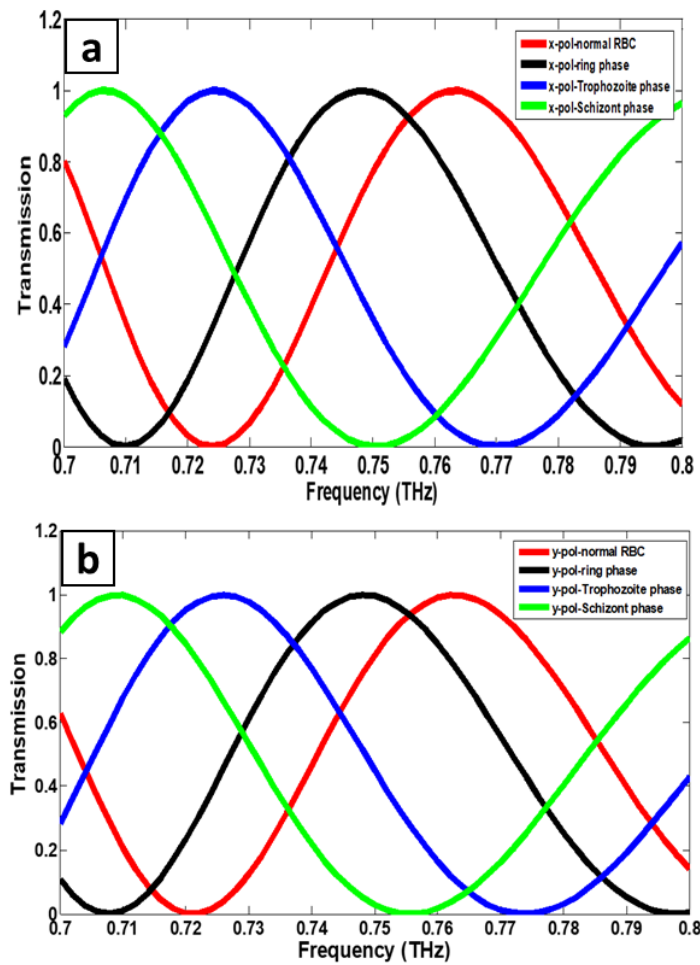 a
1.2
1
0.8
0.6
0.4
0.2
0
Transmission
x-pol-normal RBC
x-pol-ring phase
x-pol-Trophozoite phase
x-pol-Schizont phase
0.7 0.71 0.72 0.73 0.74 0.75 0.76 0.77 0.78 0.79 0.8
Frequency (THz)
b
1.2
1
0.8
0.6
0.4
0.2
0
Transmission
y-pol-normal RBC
y-pol-ring phase
y-pol-Trophozoite phase
y-pol-Schizont phase
0.7 0.71 0.72 0.73 0.74 0.75 0.76 0.77 0.78 0.79 0.8
Frequency (THz)